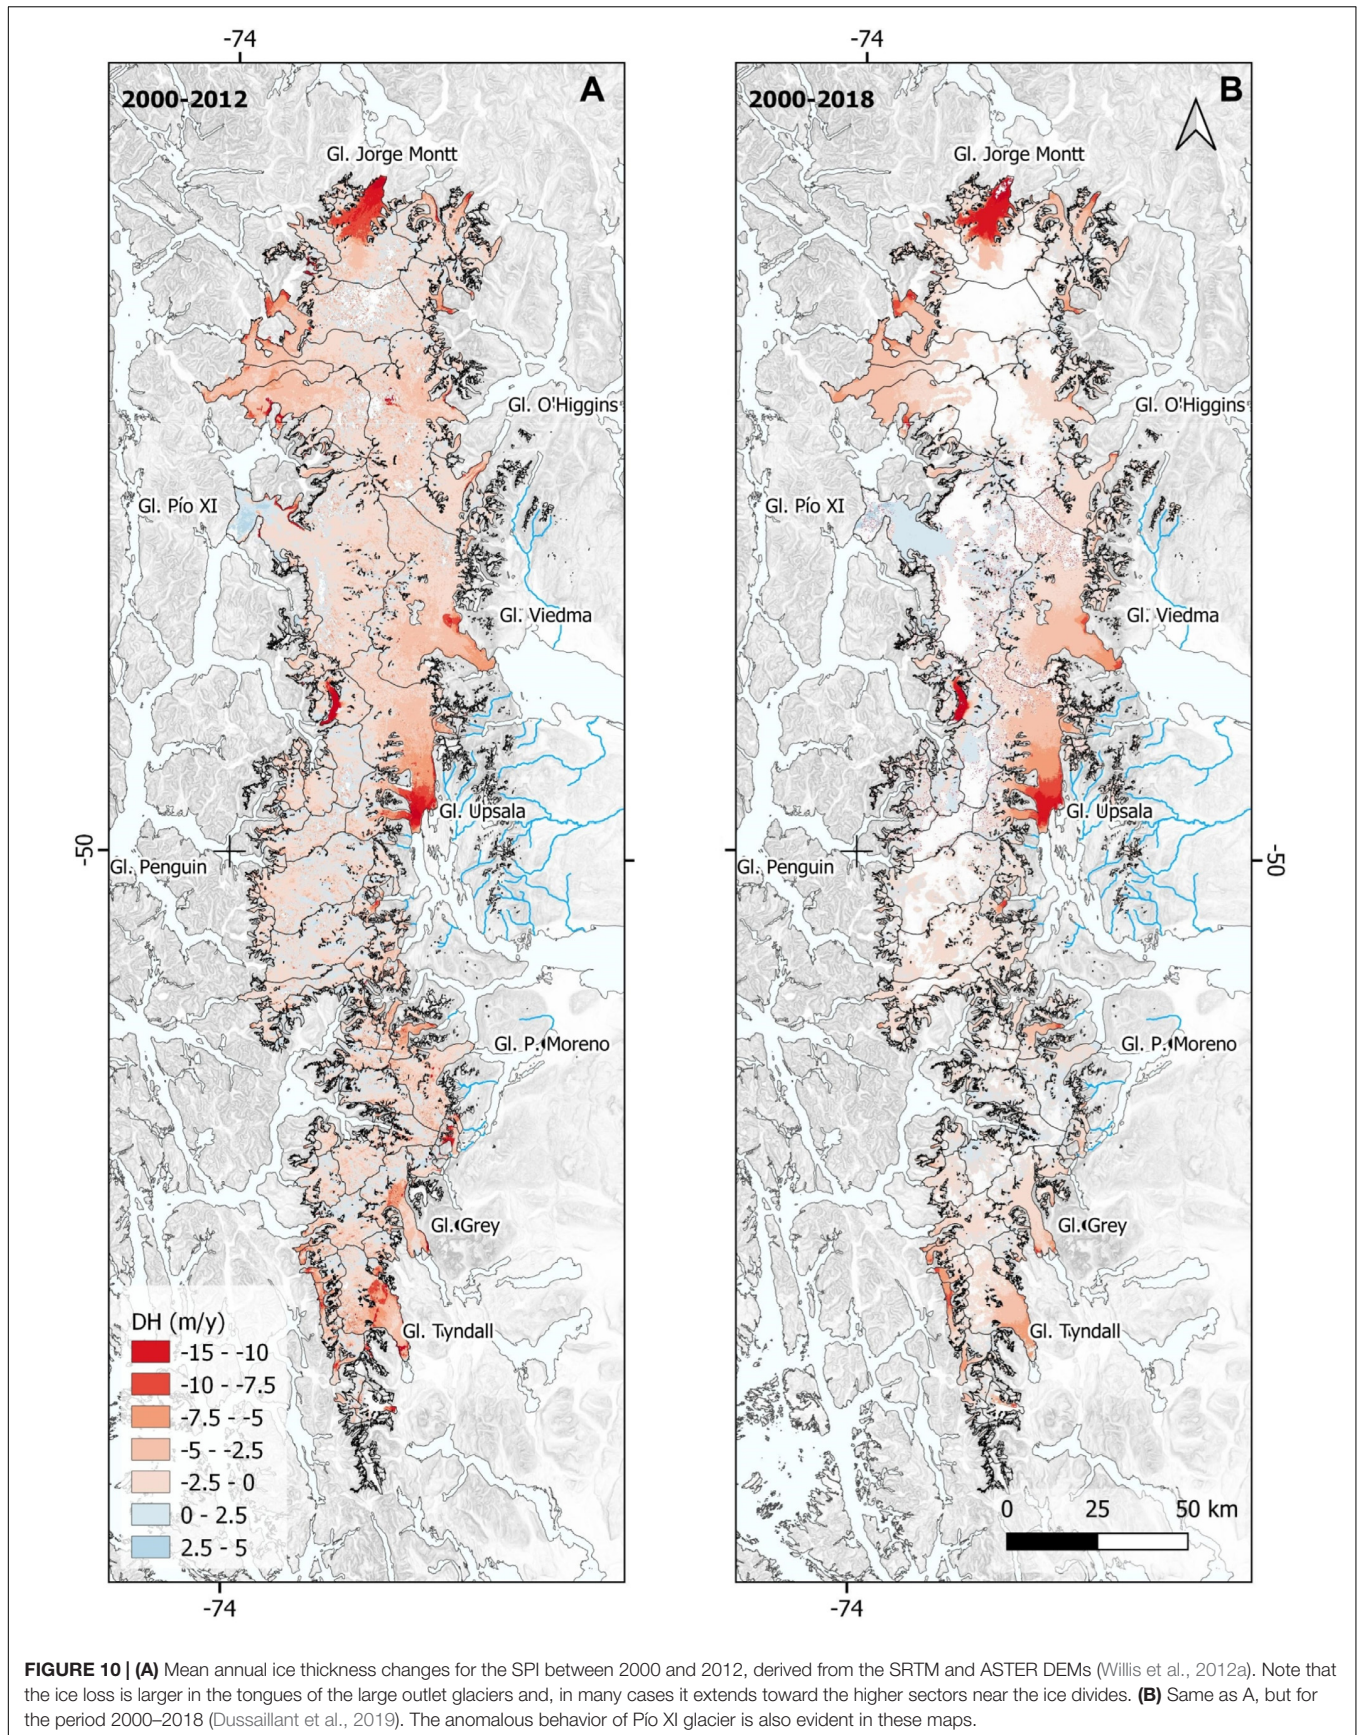 -74
-74
2000-2012
A
2000-2018
B
Gl. Jorge Montt
Gl. Jorge Montt
Gl. O'Higgins
Gl. O'Higgins
Gl. Pío XI
Gl. Pío XI
Gl. Viedma
Gl. Viedma
Gl. Upsala
Gl. Upsala
-50
-50
Gl. Penguin
Gl. Penguin
Gl. P. Moreno
Gl. P. Moreno
Gl. Grey
Gl. Grey
Gl. Tyndall
Gl. Tyndall
DH (m/y)
-15 - -10
-10 - -7.5
-7.5 - -5
-5 - -2.5
-2.5 - 0
0 - 2.5
2.5 - 5
0 25 50 km
-74
-74
FIGURE 10 | (A) Mean annual ice thickness changes for the SPI between 2000 and 2012, derived from the SRTM and ASTER DEMs (Willis et al., 2012a). Note that
the ice loss is larger in the tongues of the large outlet glaciers and, in many cases it extends toward the higher sectors near the ice divides. (B) Same as A, but for
the period 2000–2018 (Dussaillant et al., 2019). The anomalous behavior of Pío XI glacier is also evident in these maps.